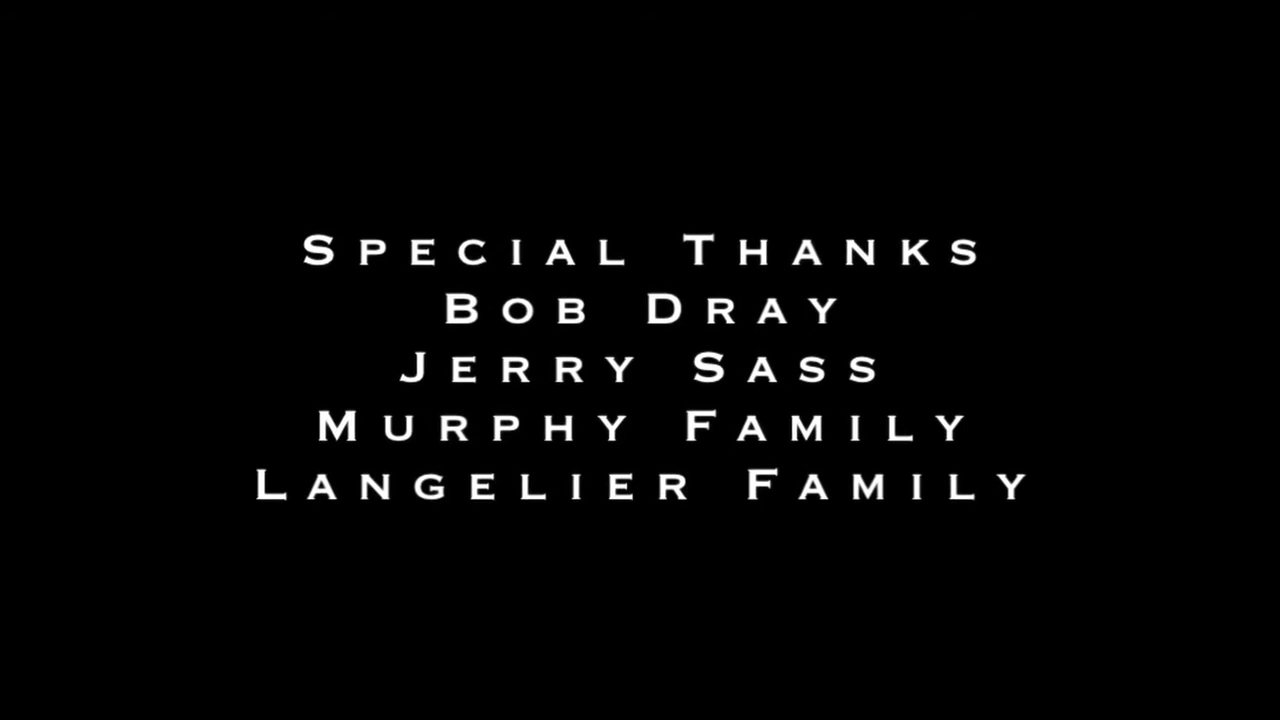 Special Thanks
Bob Dray
Jerry Sass
Murphy Family
Langelier Family